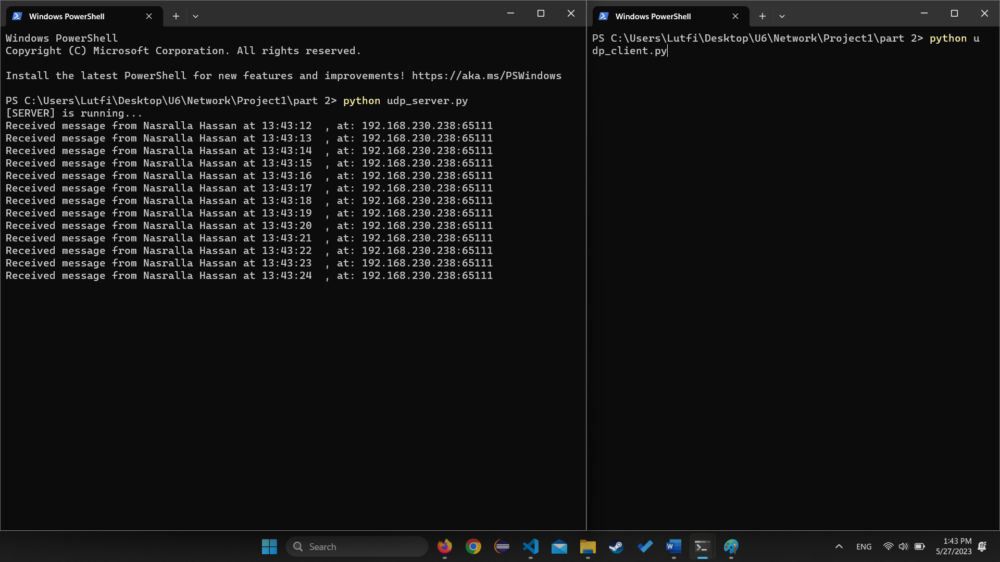 Windows PowerShell
Windows PowerShell
Copyright (C) Microsoft Corporation. All rights reserved.
Install the latest PowerShell for new features and improvements! https://aka.ms/PSWindows
PS C:\Users\Lutfi\Desktop\U6\Network\Project1\part 2> python udp_server.py
[SERVER] is running...
Received message from Nasralla Hassan at 13:43:12  , at: 192.168.230.238:65111
Received message from Nasralla Hassan at 13:43:13  , at: 192.168.230.238:65111
Received message from Nasralla Hassan at 13:43:14  , at: 192.168.230.238:65111
Received message from Nasralla Hassan at 13:43:15  , at: 192.168.230.238:65111
Received message from Nasralla Hassan at 13:43:16  , at: 192.168.230.238:65111
Received message from Nasralla Hassan at 13:43:17  , at: 192.168.230.238:65111
Received message from Nasralla Hassan at 13:43:18  , at: 192.168.230.238:65111
Received message from Nasralla Hassan at 13:43:19  , at: 192.168.230.238:65111
Received message from Nasralla Hassan at 13:43:20  , at: 192.168.230.238:65111
Received message from Nasralla Hassan at 13:43:21  , at: 192.168.230.238:65111
Received message from Nasralla Hassan at 13:43:22  , at: 192.168.230.238:65111
Received message from Nasralla Hassan at 13:43:23  , at: 192.168.230.238:65111
Received message from Nasralla Hassan at 13:43:24  , at: 192.168.230.238:65111
Windows PowerShell
PS C:\Users\Lutfi\Desktop\U6\Network\Project1\part 2> python u
dp_client.py
Search
ENG
1:43 PM
5/27/2023